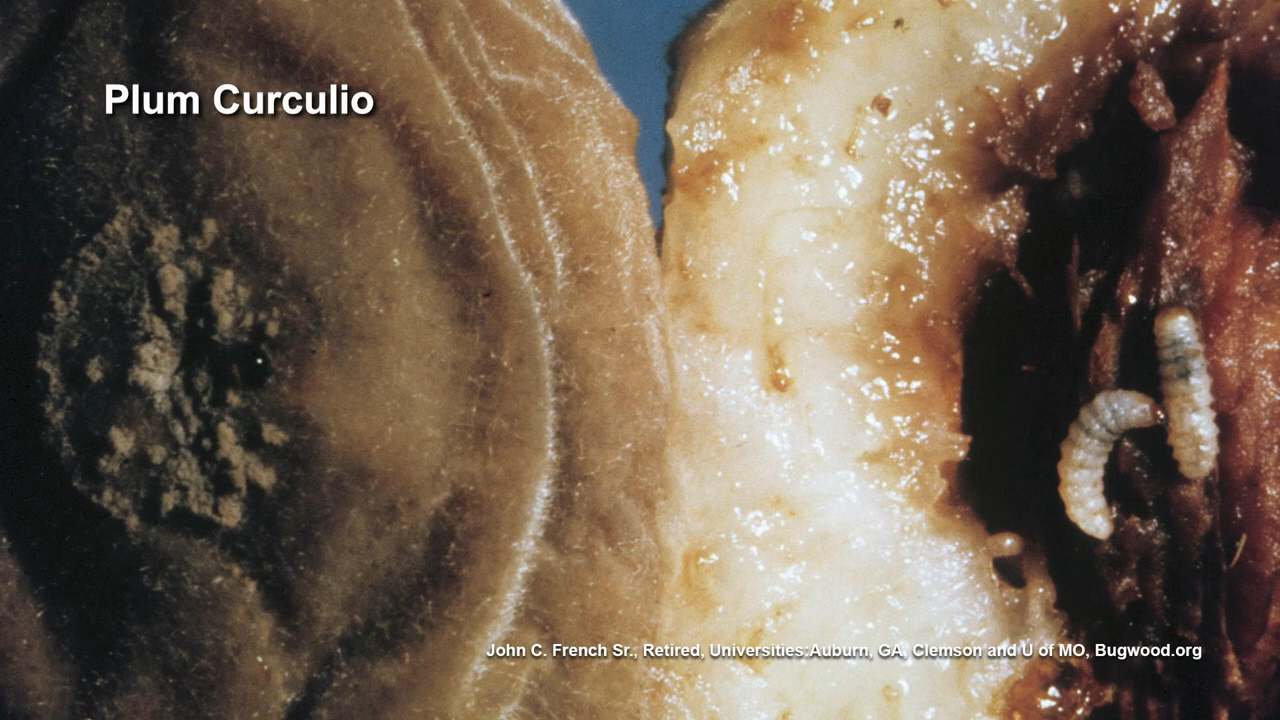 Plum Curculio
John C. French Sr., Retired, Universities:Auburn, GA, Clemson and U of MO, Bugwood.org